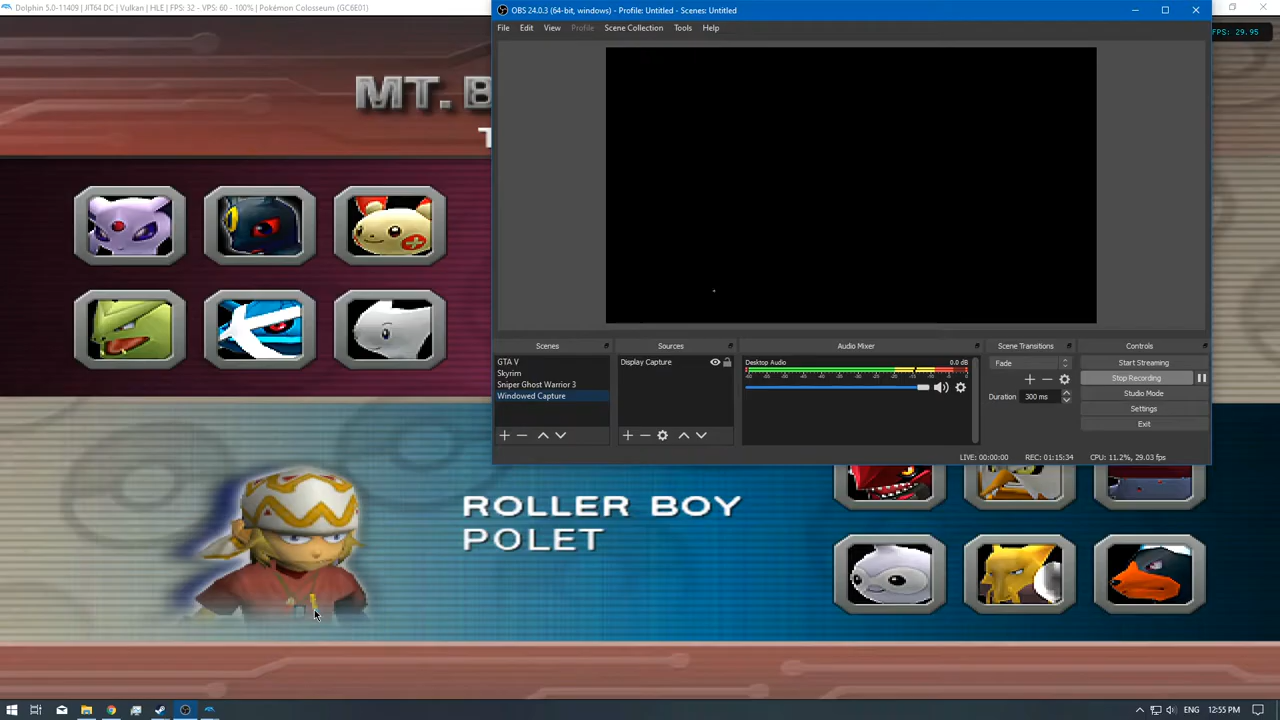 Dolphin 5.0-11409 | JIT64 DC | Vulkan | HLE | FPS: 32 - VPS: 60 - 100% | Pokémon Colosseum (GC6E01)
OBS 24.0.3 (64-bit, windows) - Profile: Untitled - Scenes: Untitled
File Edit View Profile Scene Collection Tools Help
FPS: 29.95
MT. B
T
Scenes
Sources
Audio Mixer
Scene Transitions
Controls
GTA V
Skyrim
Sniper Ghost Warrior 3
Windowed Capture
Display Capture
Desktop Audio
0.0 dB
Fade
Duration 300 ms
Start Streaming
Stop Recording
Studio Mode
Settings
Exit
LIVE: 00:00:00 REC: 01:15:34 CPU: 11.2%, 29.03 fps
ROLLER BOY
POLET
ENG 12:55 PM